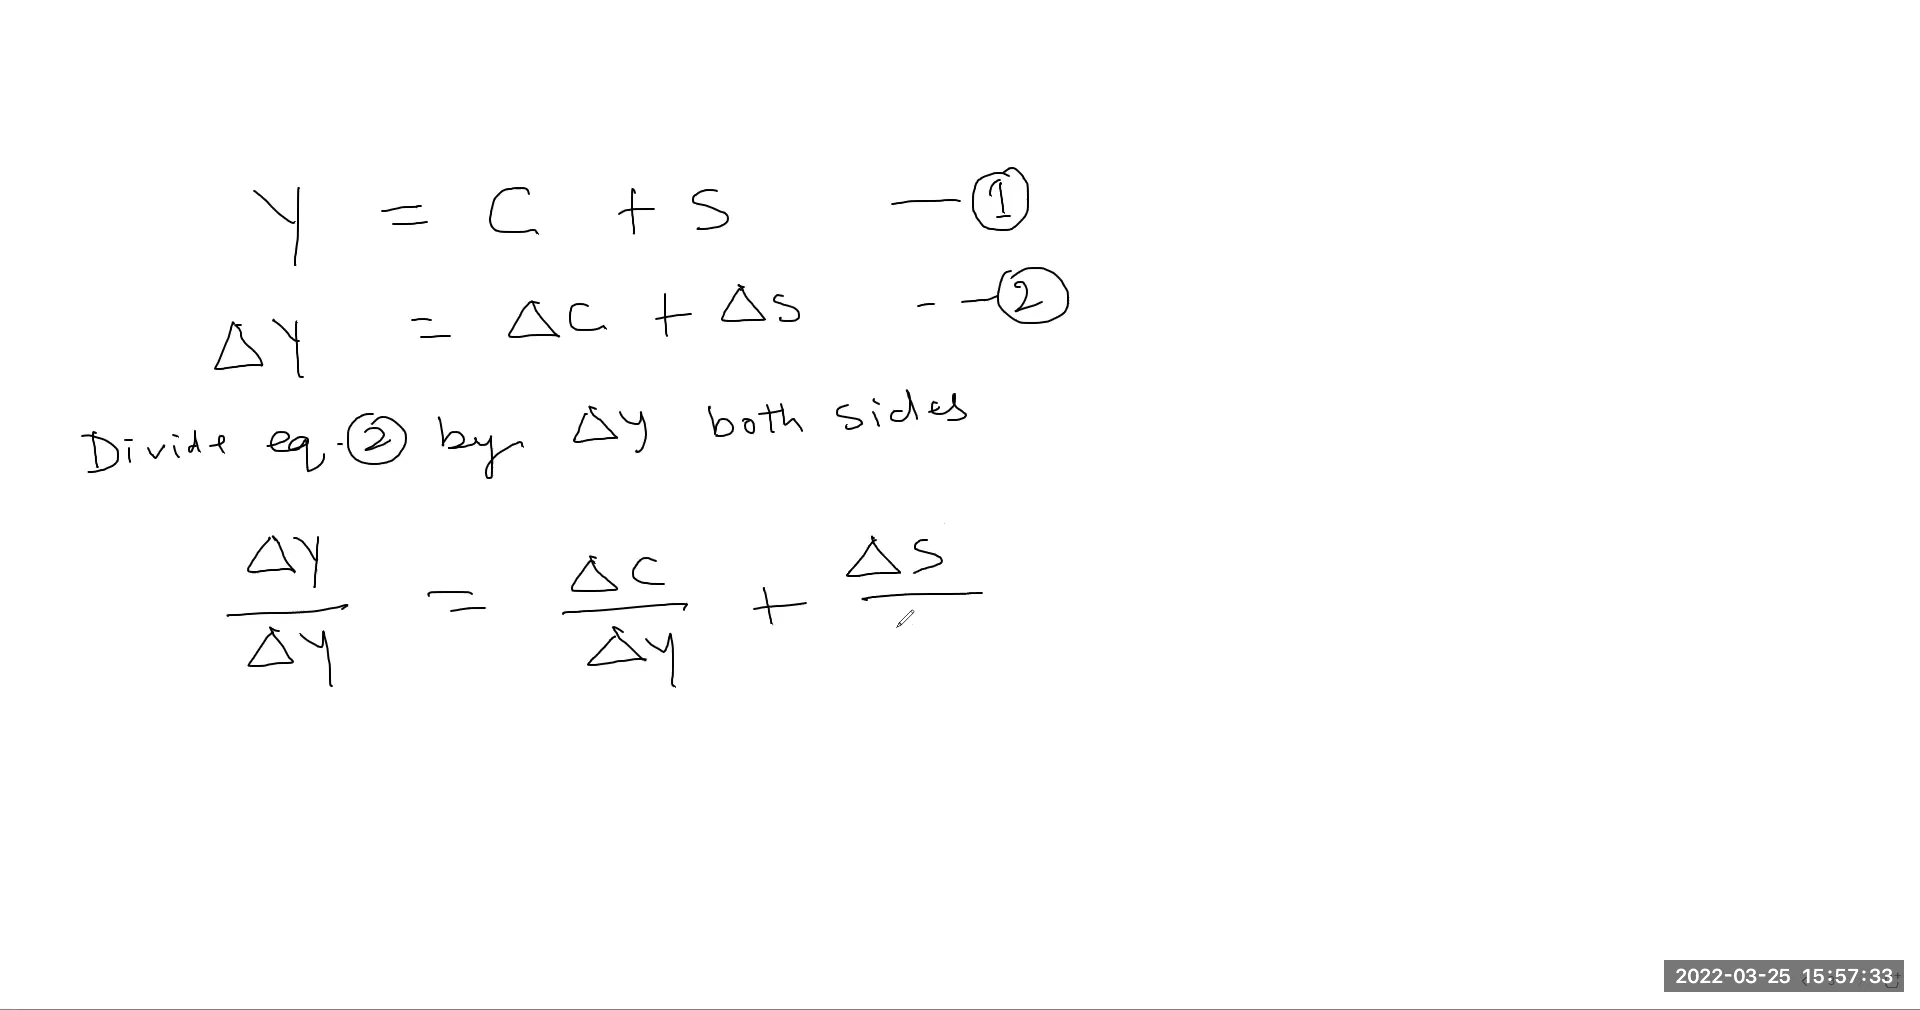 Y = C + S — ①
ΔY = ΔC + ΔS - — ②
Divide eq. ② by ΔY both sides
ΔY/ΔY = ΔC/ΔY + ΔS/
2022-03-25 15:57:33